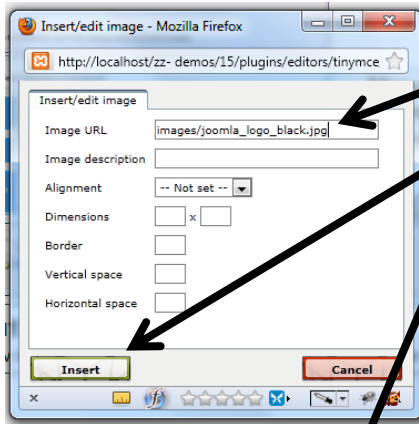 Insert/edit image - Mozilla Firefox
http://localhost/zz- demos/15/plugins/editors/tinymce
Insert/edit image
Image URL images/joomla_logo_black.jpg
Image description
Alignment -- Not set --
Dimensions x
Border
Vertical space
Horizontal space
Insert Cancel
×